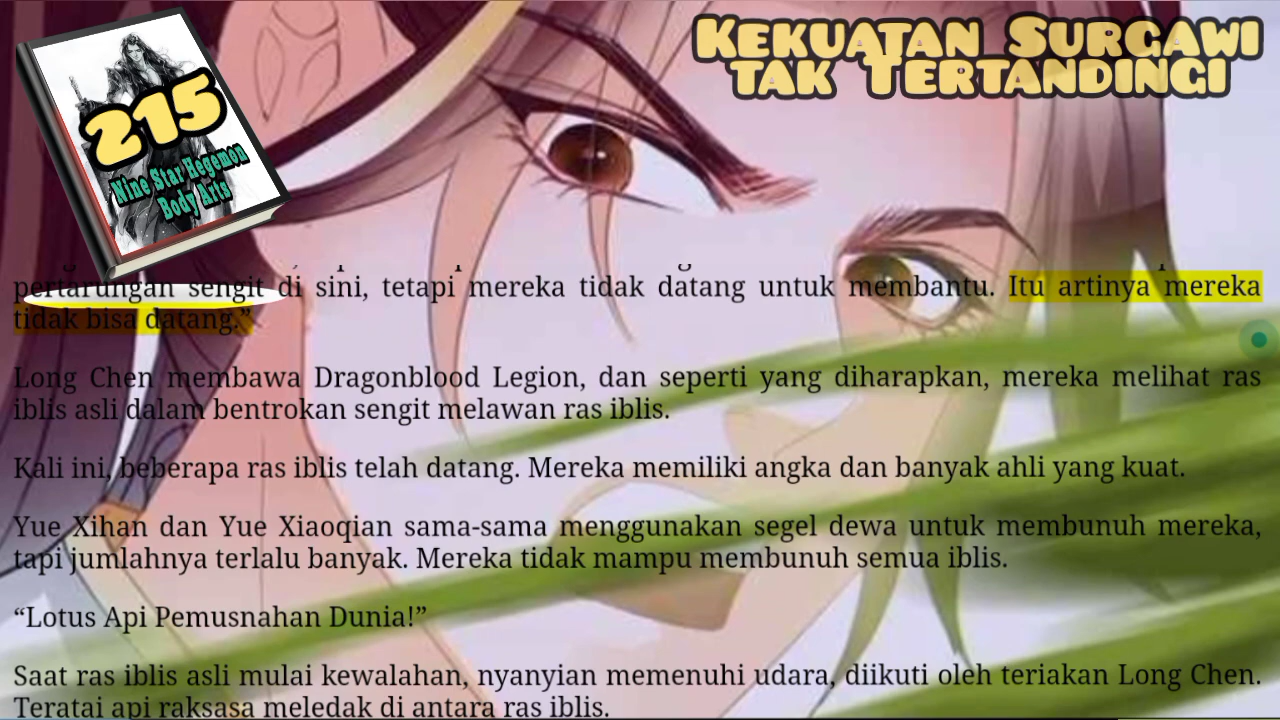 KEKUATAN SURGAWI
TAK TERTANDINGI
215
Nine Star Hegemon
Body Arts
pertarungan sengit di sini, tetapi mereka tidak datang untuk membantu. Itu artinya mereka
tidak bisa datang.”
Long Chen membawa Dragonblood Legion, dan seperti yang diharapkan, mereka melihat ras
iblis asli dalam bentrokan sengit melawan ras iblis.
Kali ini, beberapa ras iblis telah datang. Mereka memiliki angka dan banyak ahli yang kuat.
Yue Xihan dan Yue Xiaoqian sama-sama menggunakan segel dewa untuk membunuh mereka,
tapi jumlahnya terlalu banyak. Mereka tidak mampu membunuh semua iblis.
“Lotus Api Pemusnahan Dunia!”
Saat ras iblis asli mulai kewalahan, nyanyian memenuhi udara, diikuti oleh teriakan Long Chen.
Teratai api raksasa meledak di antara ras iblis.